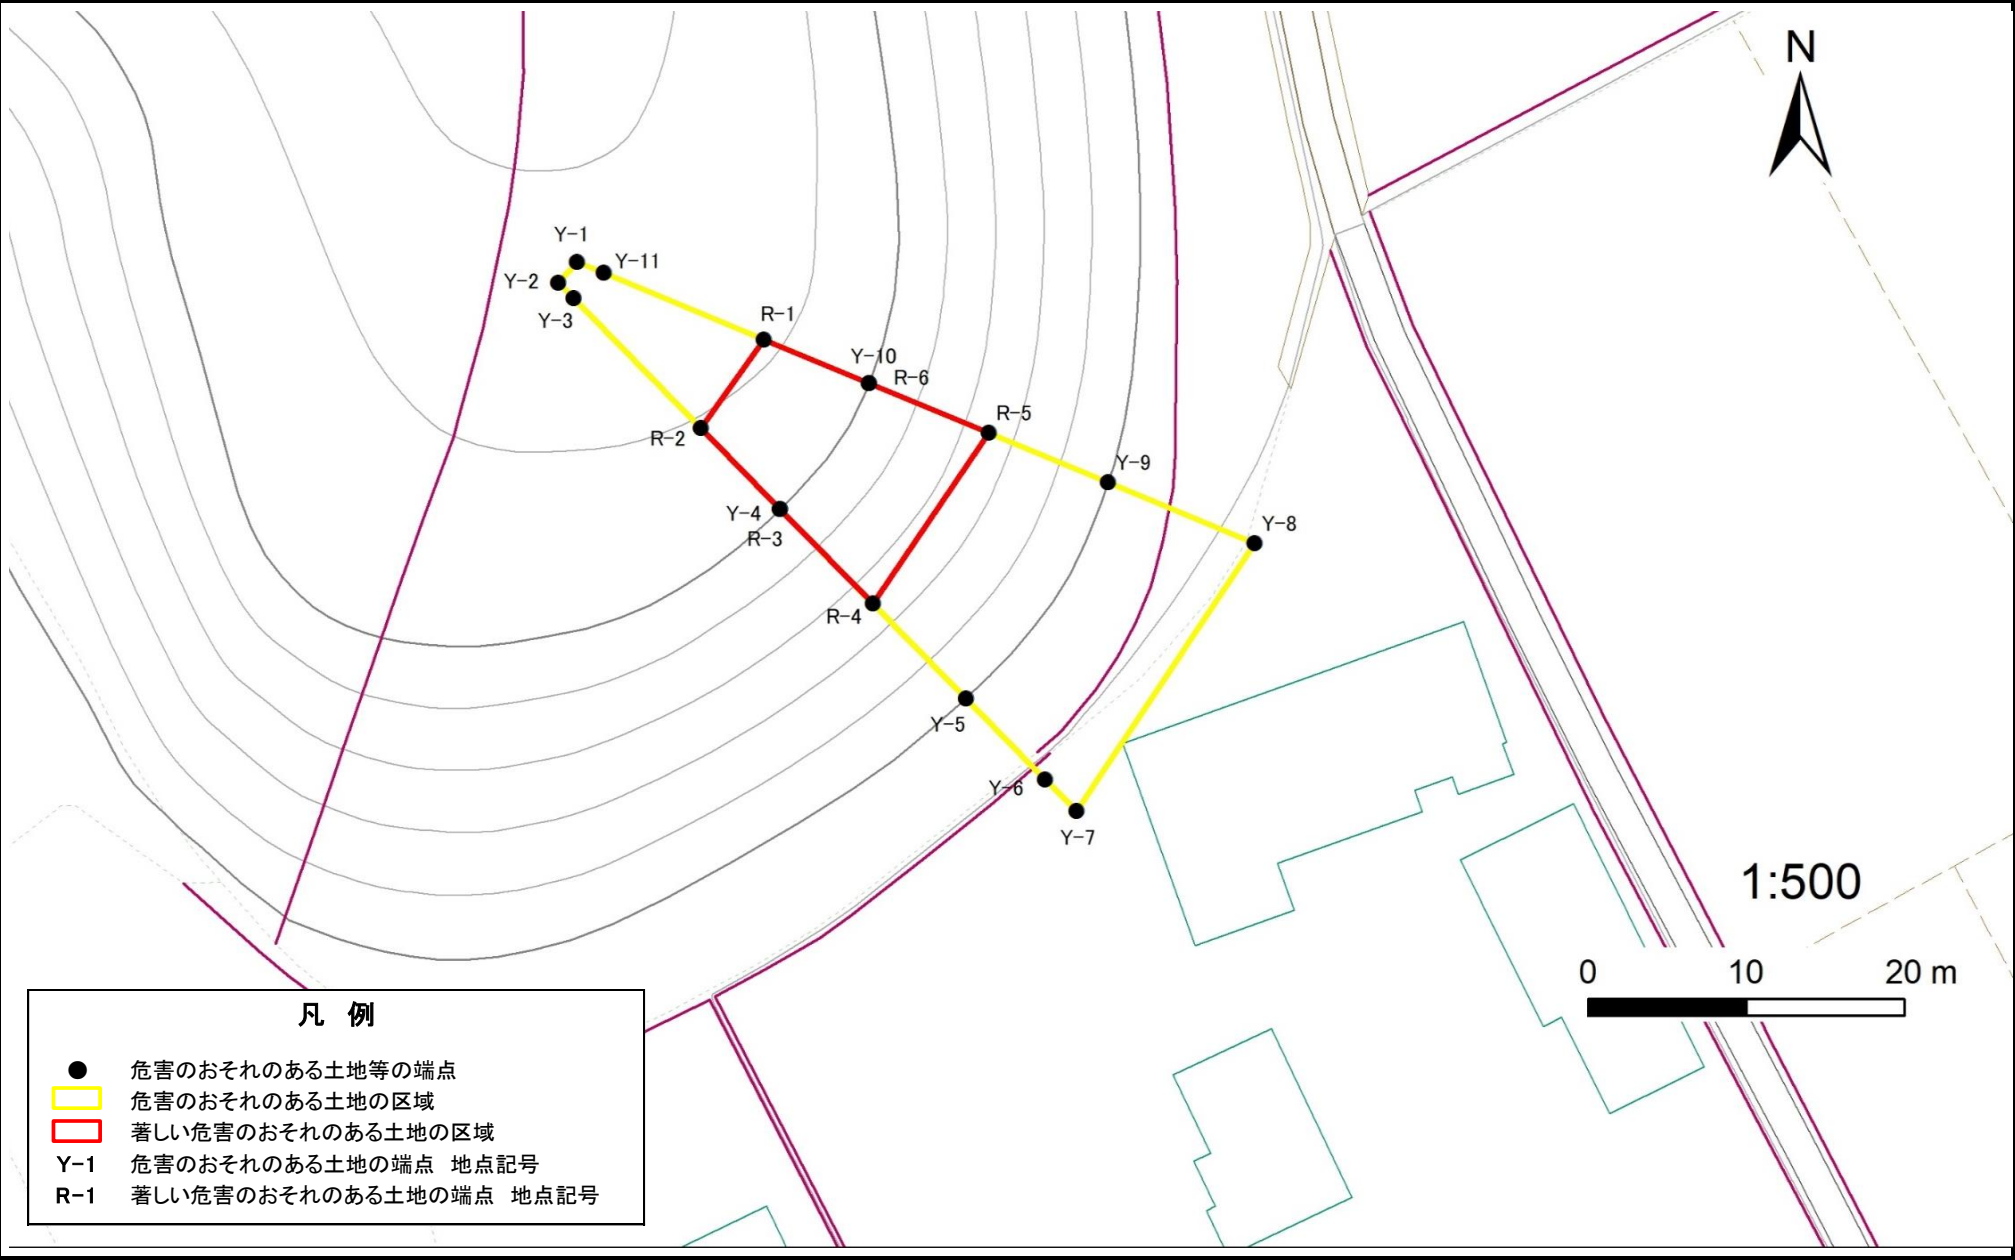 N
Y-1
Y-11
Y-2
Y-3
R-1
Y-10
R-6
R-5
R-2
Y-9
Y-4
R-3
Y-8
R-4
Y-5
Y-6
Y-7
1:500
0 10 20 m
凡 例
危害のおそれのある土地等の端点
危害のおそれのある土地の区域
著しい危害のおそれのある土地の区域
Y-1 危害のおそれのある土地の端点 地点記号
R-1 著しい危害のおそれのある土地の端点 地点記号